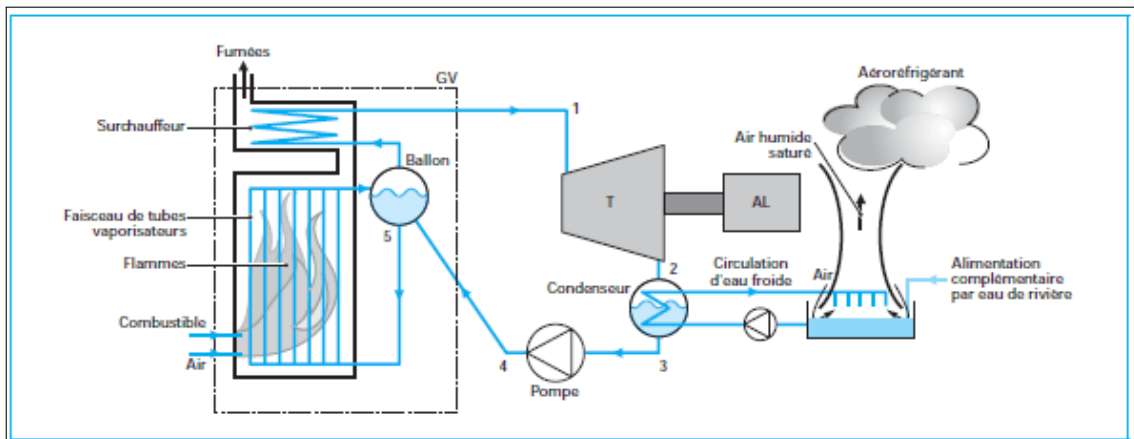 Fumées
GV
Surchauffeur
Ballon
Faisceau de tubes
vaporisateurs
5
Flammes
Combustible
Air
4
Pompe
1
T
AL
2
Condenseur
3
Circulation
d'eau froide
Aéroréfrigérant
Air humide
saturé
Air
Alimentation
complémentaire
par eau de rivière